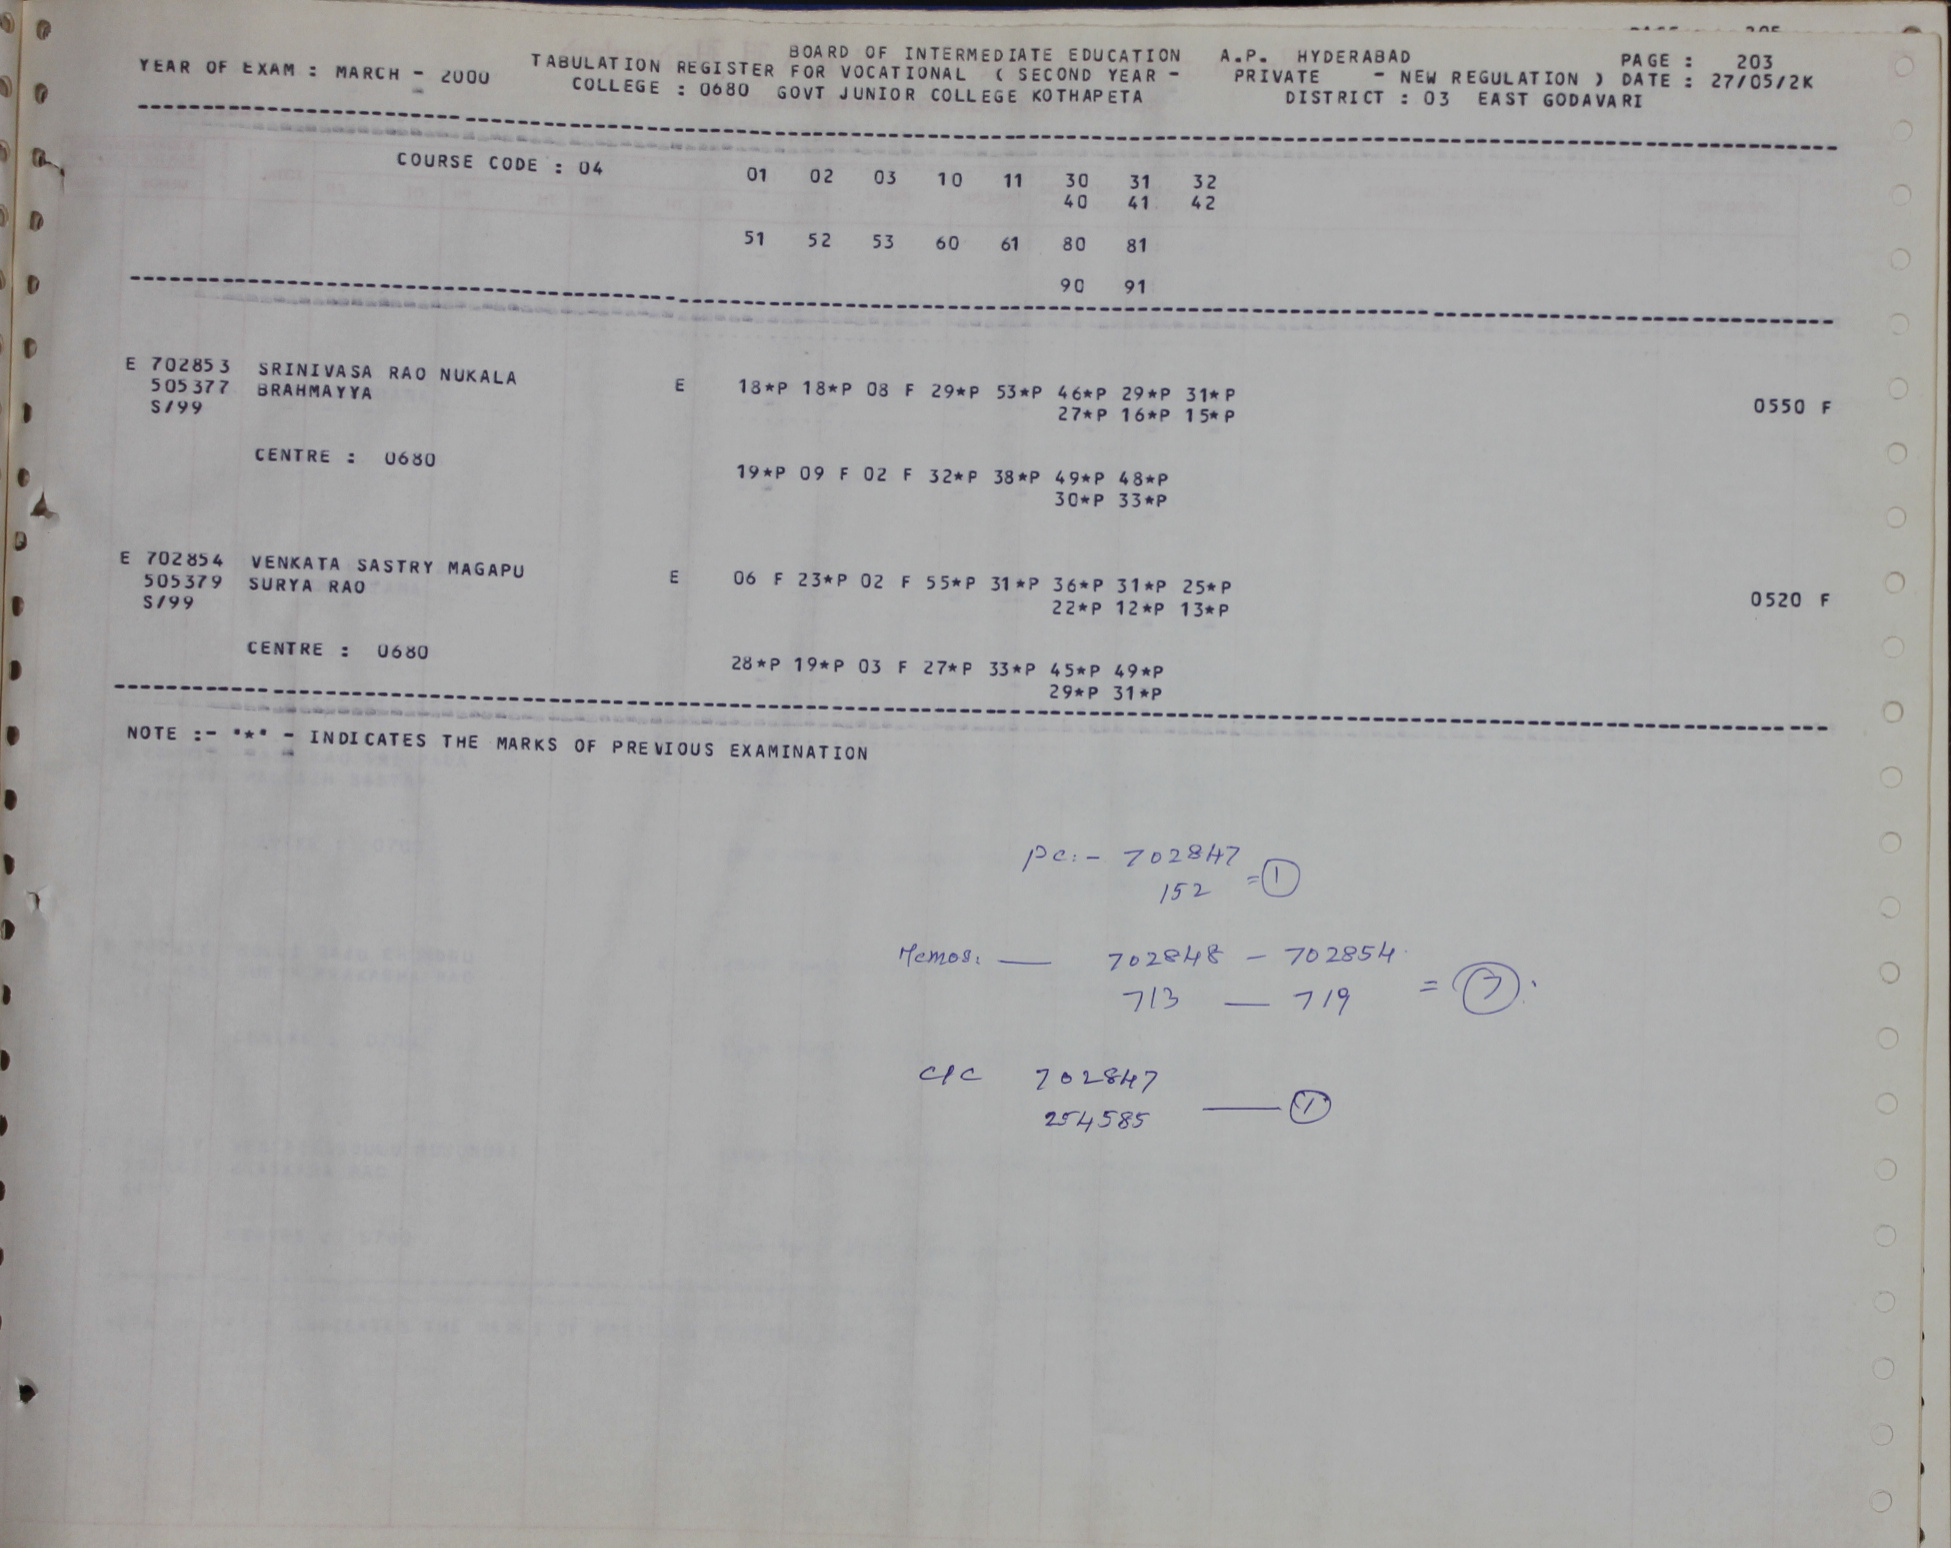 BOARD OF INTERMEDIATE EDUCATION A.P. HYDERABAD PAGE : 203
YEAR OF EXAM : MARCH - 2000 TABULATION REGISTER FOR VOCATIONAL ( SECOND YEAR - PRIVATE - NEW REGULATION ) DATE : 27/05/2K
COLLEGE : 0680 GOVT JUNIOR COLLEGE KOTHAPETA DISTRICT : 03 EAST GODAVARI
COURSE CODE : 04 01 02 03 10 11 30 31 32
40 41 42
51 52 53 60 61 80 81
90 91
E 702853 SRINIVASA RAO NUKALA E 18*P 18*P 08 F 29*P 53*P 46*P 29*P 31*P
505377 BRAHMAYYA 27*P 16*P 15*P 0550 F
S/99
CENTRE : 0680 19*P 09 F 02 F 32*P 38*P 49*P 48*P
30*P 33*P
E 702854 VENKATA SASTRY MAGAPU E 06 F 23*P 02 F 55*P 31*P 36*P 31*P 25*P
505379 SURYA RAO 22*P 12*P 13*P 0520 F
S/99
CENTRE : 0680 28*P 19*P 03 F 27*P 33*P 45*P 49*P
29*P 31*P
NOTE :- "*" - INDICATES THE MARKS OF PREVIOUS EXAMINATION
pc:- 702847
152 = 1
Memos: — 702848 - 702854
713 — 719 = 7
CIC 702847
254585 — 1